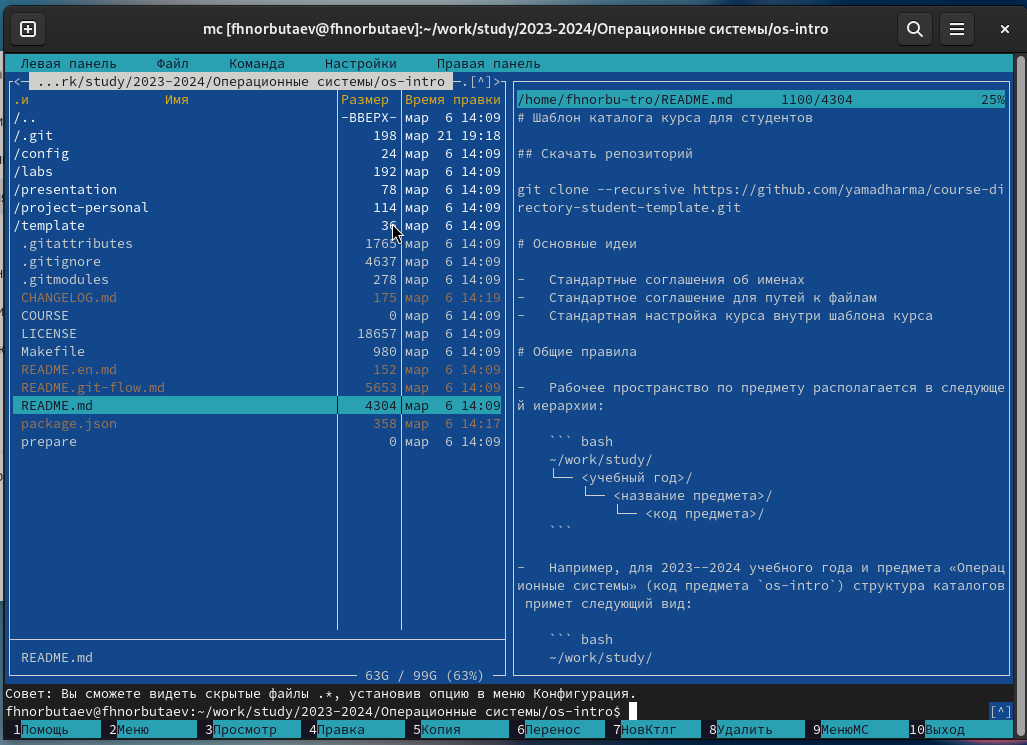 mc [fhnorbutaev@fhnorbutaev]:~/work/study/2023-2024/Операционные системы/os-intro
Левая панель Файл Команда Настройки Правая панель
<─ ...rk/study/2023-2024/Операционные системы/os-intro ─.[^]>
.и Имя Размер Время правки
/.. -ВВЕРХ- мар 6 14:09
/.git 198 мар 21 19:18
/config 24 мар 6 14:09
/labs 192 мар 6 14:09
/presentation 78 мар 6 14:09
/project-personal 114 мар 6 14:09
/template 36 мар 6 14:09
.gitattributes 1765 мар 6 14:09
.gitignore 4637 мар 6 14:09
.gitmodules 278 мар 6 14:09
CHANGELOG.md 175 мар 6 14:19
COURSE 0 мар 6 14:09
LICENSE 18657 мар 6 14:09
Makefile 980 мар 6 14:09
README.en.md 152 мар 6 14:09
README.git-flow.md 5653 мар 6 14:09
README.md 4304 мар 6 14:09
package.json 358 мар 6 14:17
prepare 0 мар 6 14:09
README.md
63G / 99G (63%)
/home/fhnorbu~tro/README.md 1100/4304 25%
# Шаблон каталога курса для студентов
## Скачать репозиторий
git clone --recursive https://github.com/yamadharma/course-di
rectory-student-template.git
# Основные идеи
- Стандартные соглашения об именах
- Стандартное соглашение для путей к файлам
- Стандартная настройка курса внутри шаблона курса
# Общие правила
- Рабочее пространство по предмету располагается в следующе
й иерархии:
``` bash
~/work/study/
└── <учебный год>/
└── <название предмета>/
└── <код предмета>/
```
- Например, для 2023--2024 учебного года и предмета «Операц
ионные системы» (код предмета `os-intro`) структура каталогов
примет следующий вид:
``` bash
~/work/study/
Совет: Вы сможете видеть скрытые файлы .*, установив опцию в меню Конфигурация.
fhnorbutaev@fhnorbutaev:~/work/study/2023-2024/Операционные системы/os-intro$ [^]
1Помощь 2Меню 3Просмотр 4Правка 5Копия 6Перенос 7НовКтлг 8Удалить 9МенюMC 10Выход